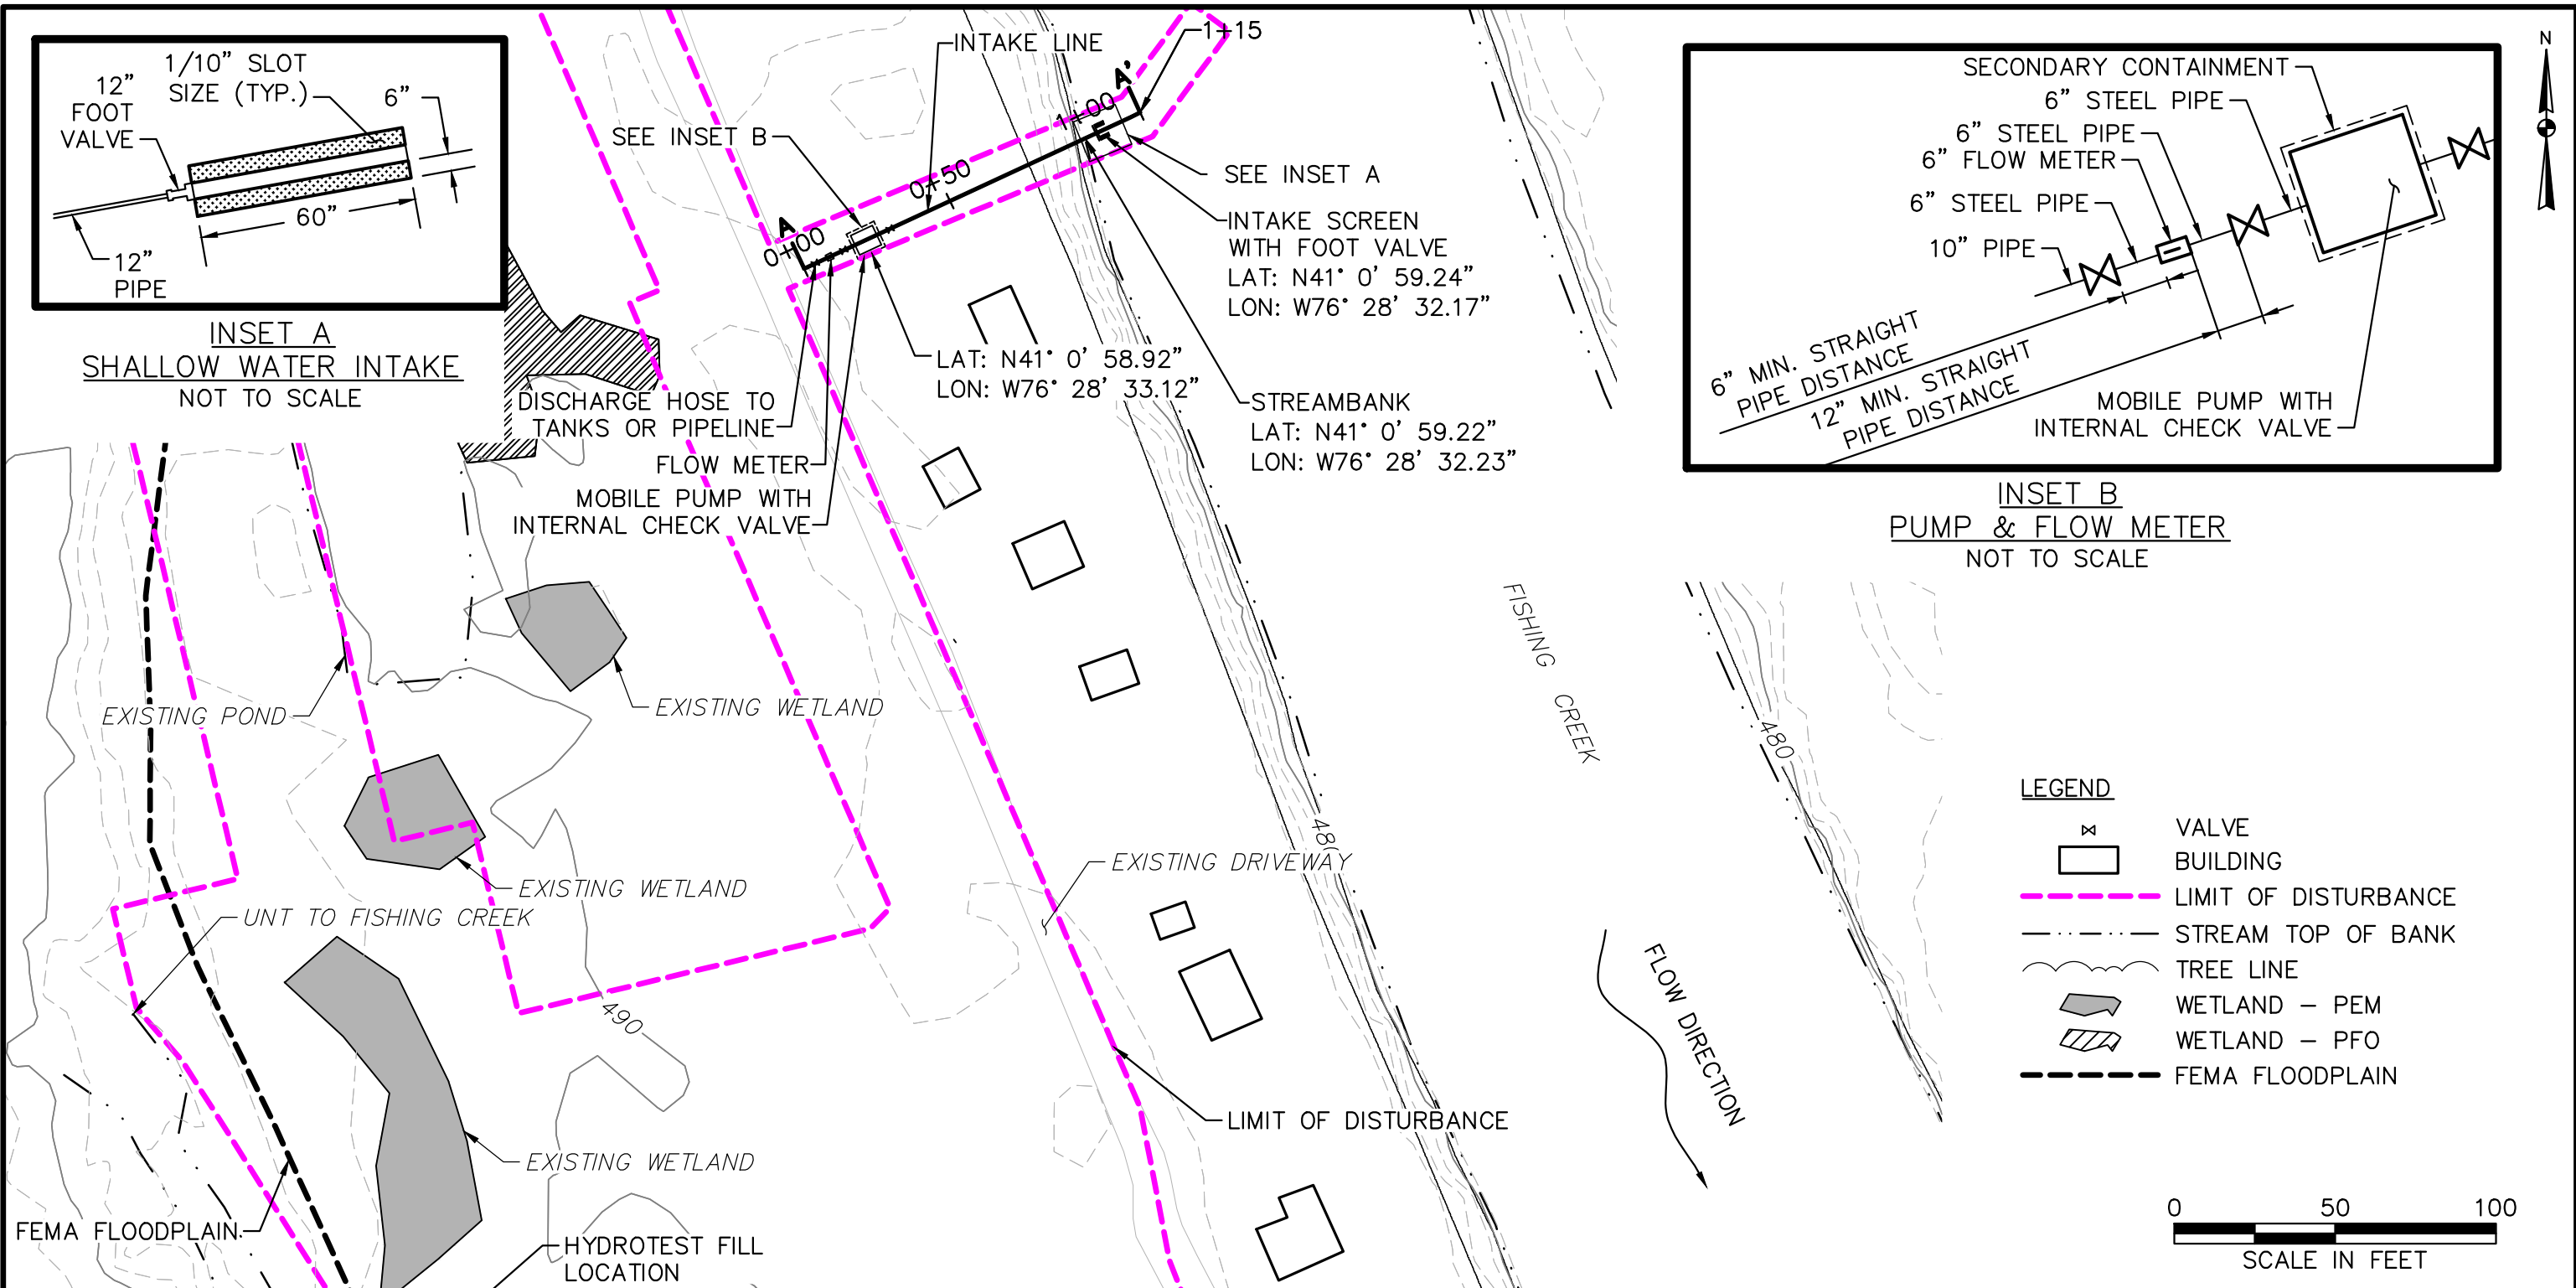 1/10” SLOT
SIZE (TYP.)
12”
FOOT
VALVE
6”
60”
12”
PIPE
INSET A
SHALLOW WATER INTAKE
NOT TO SCALE
INTAKE LINE
1+15
A'
1+00
SEE INSET B
0+50
A
0+00
SEE INSET A
INTAKE SCREEN
WITH FOOT VALVE
LAT: N41° 0’ 59.24”
LON: W76° 28’ 32.17”
LAT: N41° 0’ 58.92”
LON: W76° 28’ 33.12”
STREAMBANK
LAT: N41° 0’ 59.22”
LON: W76° 28’ 32.23”
DISCHARGE HOSE TO
TANKS OR PIPELINE
FLOW METER
MOBILE PUMP WITH
INTERNAL CHECK VALVE
N
SECONDARY CONTAINMENT
6” STEEL PIPE
6” STEEL PIPE
6” FLOW METER
6” STEEL PIPE
10” PIPE
6” MIN. STRAIGHT
PIPE DISTANCE
12” MIN. STRAIGHT
PIPE DISTANCE
MOBILE PUMP WITH
INTERNAL CHECK VALVE
INSET B
PUMP & FLOW METER
NOT TO SCALE
EXISTING POND
EXISTING WETLAND
EXISTING WETLAND
UNT TO FISHING CREEK
EXISTING WETLAND
FEMA FLOODPLAIN
HYDROTEST FILL
LOCATION
490
480
480
EXISTING DRIVEWAY
LIMIT OF DISTURBANCE
FISHING CREEK
FLOW DIRECTION
LEGEND
VALVE
BUILDING
LIMIT OF DISTURBANCE
STREAM TOP OF BANK
TREE LINE
WETLAND – PEM
WETLAND – PFO
FEMA FLOODPLAIN
0 50 100
SCALE IN FEET